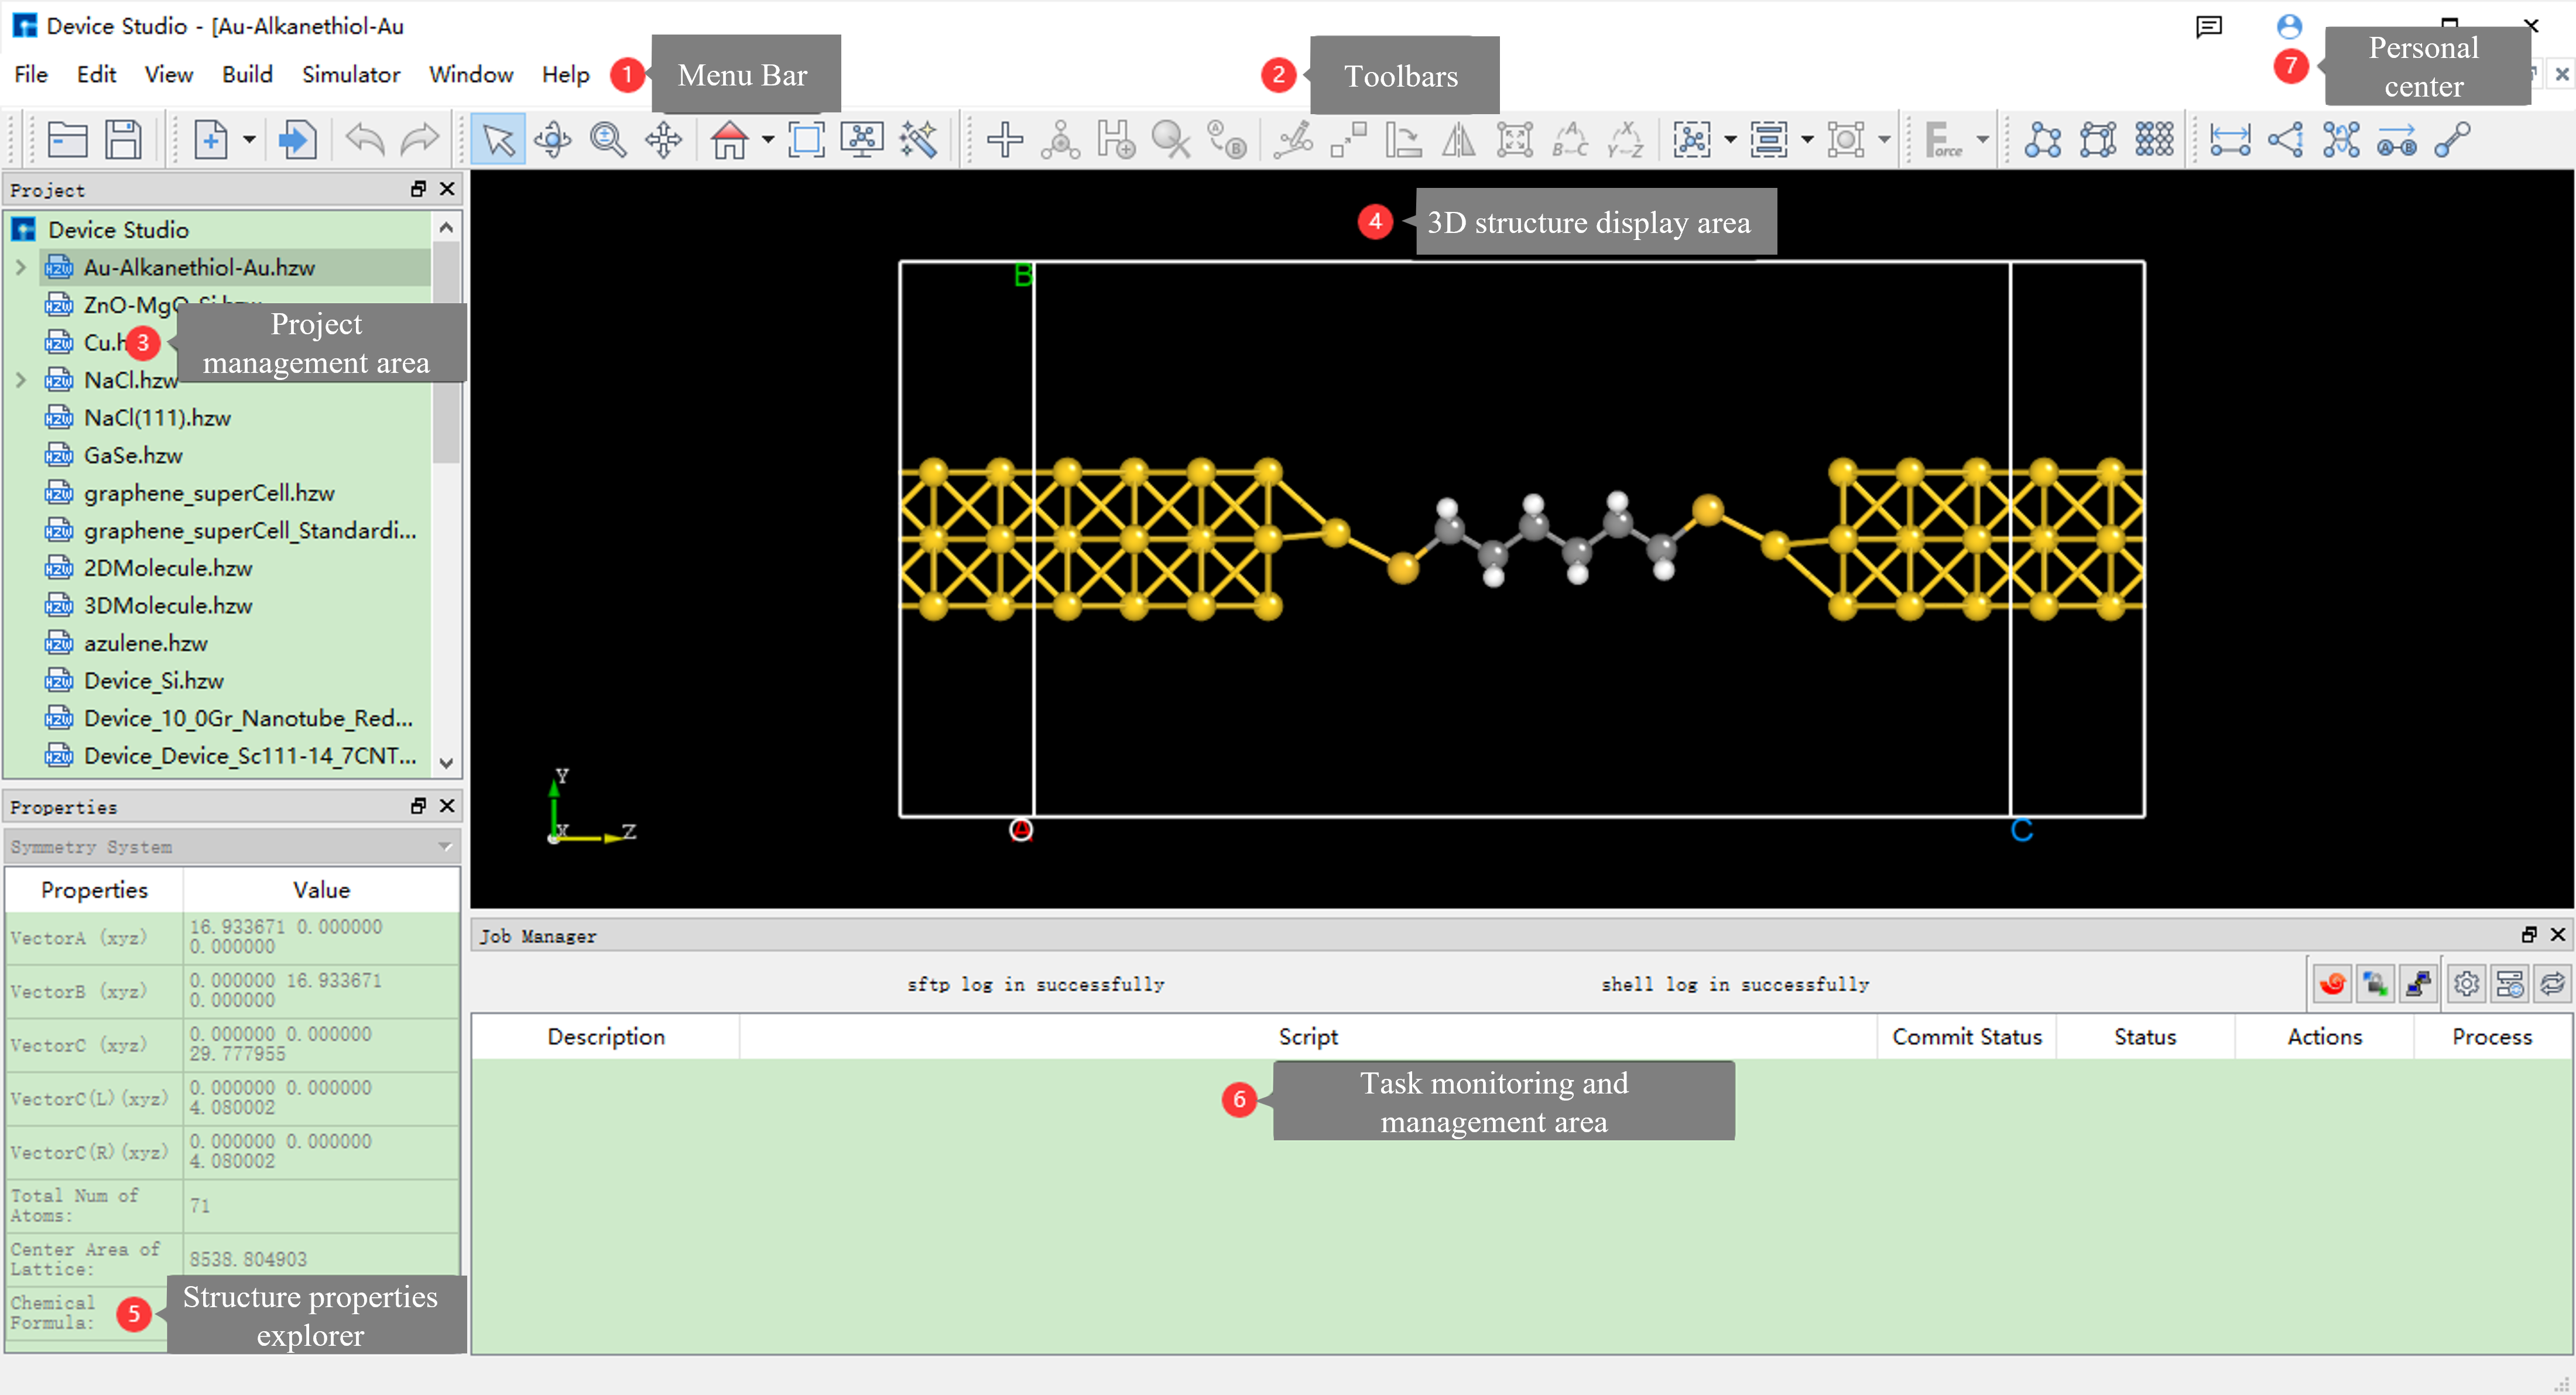 Device Studio - [Au-Alkanethiol-Au
File Edit View Build Simulator Window Help
1 Menu Bar
2 Toolbars
7 Personal
center
Force
Project
Device Studio
Au-Alkanethiol-Au.hzw
ZnO-MgO-Si.hzw
Cu.h
3 Project
management area
NaCl.hzw
NaCl(111).hzw
GaSe.hzw
graphene_superCell.hzw
graphene_superCell_Standardi...
2DMolecule.hzw
3DMolecule.hzw
azulene.hzw
Device_Si.hzw
Device_10_0Gr_Nanotube_Red...
Device_Device_Sc111-14_7CNT...
4 3D structure display area
B
A
C
Y
X
Z
Properties
Symmetry System
Properties Value
VectorA (xyz) 16.933671 0.000000
0.000000
VectorB (xyz) 0.000000 16.933671
0.000000
VectorC (xyz) 0.000000 0.000000
29.777955
VectorC(L)(xyz) 0.000000 0.000000
4.080002
VectorC(R)(xyz) 0.000000 0.000000
4.080002
Total Num of
Atoms: 71
Center Area of
Lattice: 8538.804903
Chemical
Formula:
5 Structure properties
explorer
Job Manager
sftp log in successfully shell log in successfully
Description Script Commit Status Status Actions Process
6 Task monitoring and
management area